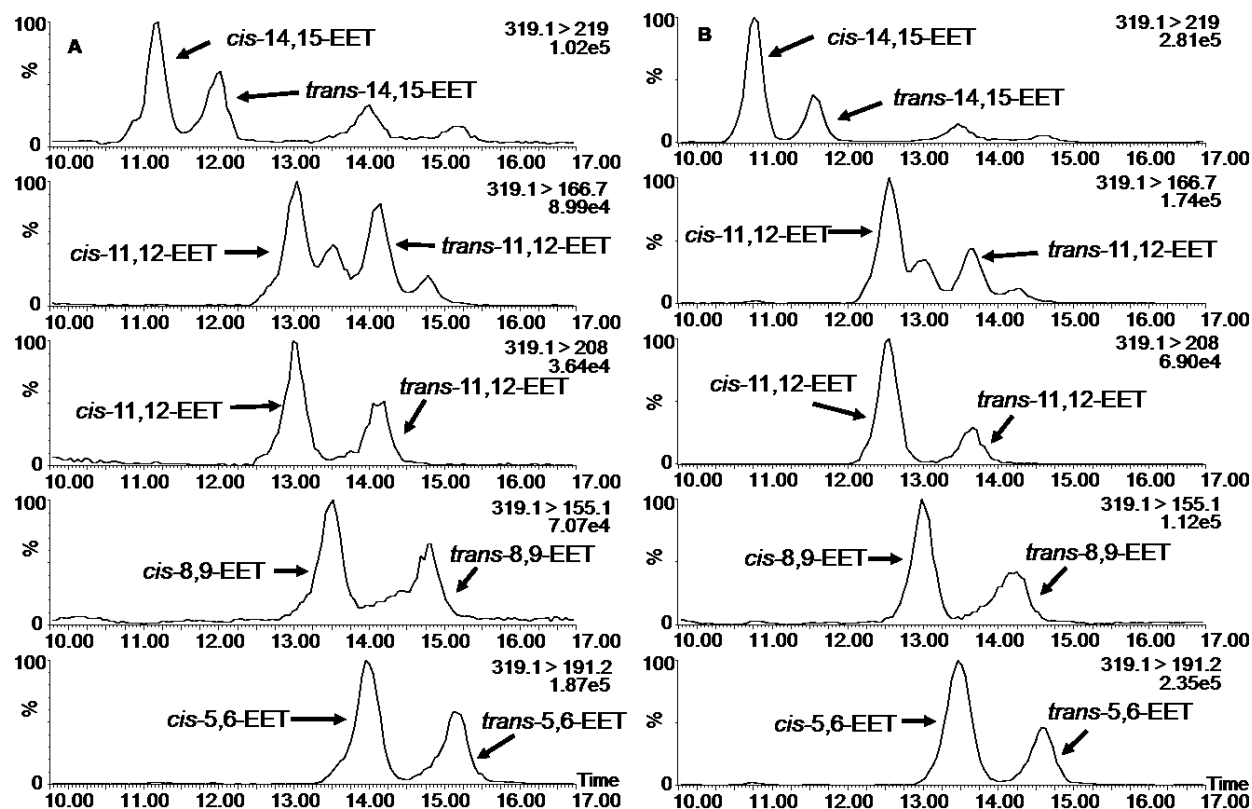 A
100
%
0
cis-14,15-EET
trans-14,15-EET
319.1 > 219
1.02e5
10.00 11.00 12.00 13.00 14.00 15.00 16.00 17.00
100
%
0
cis-11,12-EET
trans-11,12-EET
319.1 > 166.7
8.99e4
10.00 11.00 12.00 13.00 14.00 15.00 16.00 17.00
100
%
0
cis-11,12-EET
trans-11,12-EET
319.1 > 208
3.64e4
10.00 11.00 12.00 13.00 14.00 15.00 16.00 17.00
100
%
0
cis-8,9-EET
trans-8,9-EET
319.1 > 155.1
7.07e4
10.00 11.00 12.00 13.00 14.00 15.00 16.00 17.00
100
%
0
cis-5,6-EET
trans-5,6-EET
319.1 > 191.2
1.87e5
Time
10.00 11.00 12.00 13.00 14.00 15.00 16.00 17.00
B
100
%
0
cis-14,15-EET
trans-14,15-EET
319.1 > 219
2.81e5
10.00 11.00 12.00 13.00 14.00 15.00 16.00 17.00
100
%
0
cis-11,12-EET
trans-11,12-EET
319.1 > 166.7
1.74e5
10.00 11.00 12.00 13.00 14.00 15.00 16.00 17.00
100
%
0
cis-11,12-EET
trans-11,12-EET
319.1 > 208
6.90e4
10.00 11.00 12.00 13.00 14.00 15.00 16.00 17.00
100
%
0
cis-8,9-EET
trans-8,9-EET
319.1 > 155.1
1.12e5
10.00 11.00 12.00 13.00 14.00 15.00 16.00 17.00
100
%
0
cis-5,6-EET
trans-5,6-EET
319.1 > 191.2
2.35e5
Time
10.00 11.00 12.00 13.00 14.00 15.00 16.00 17.00